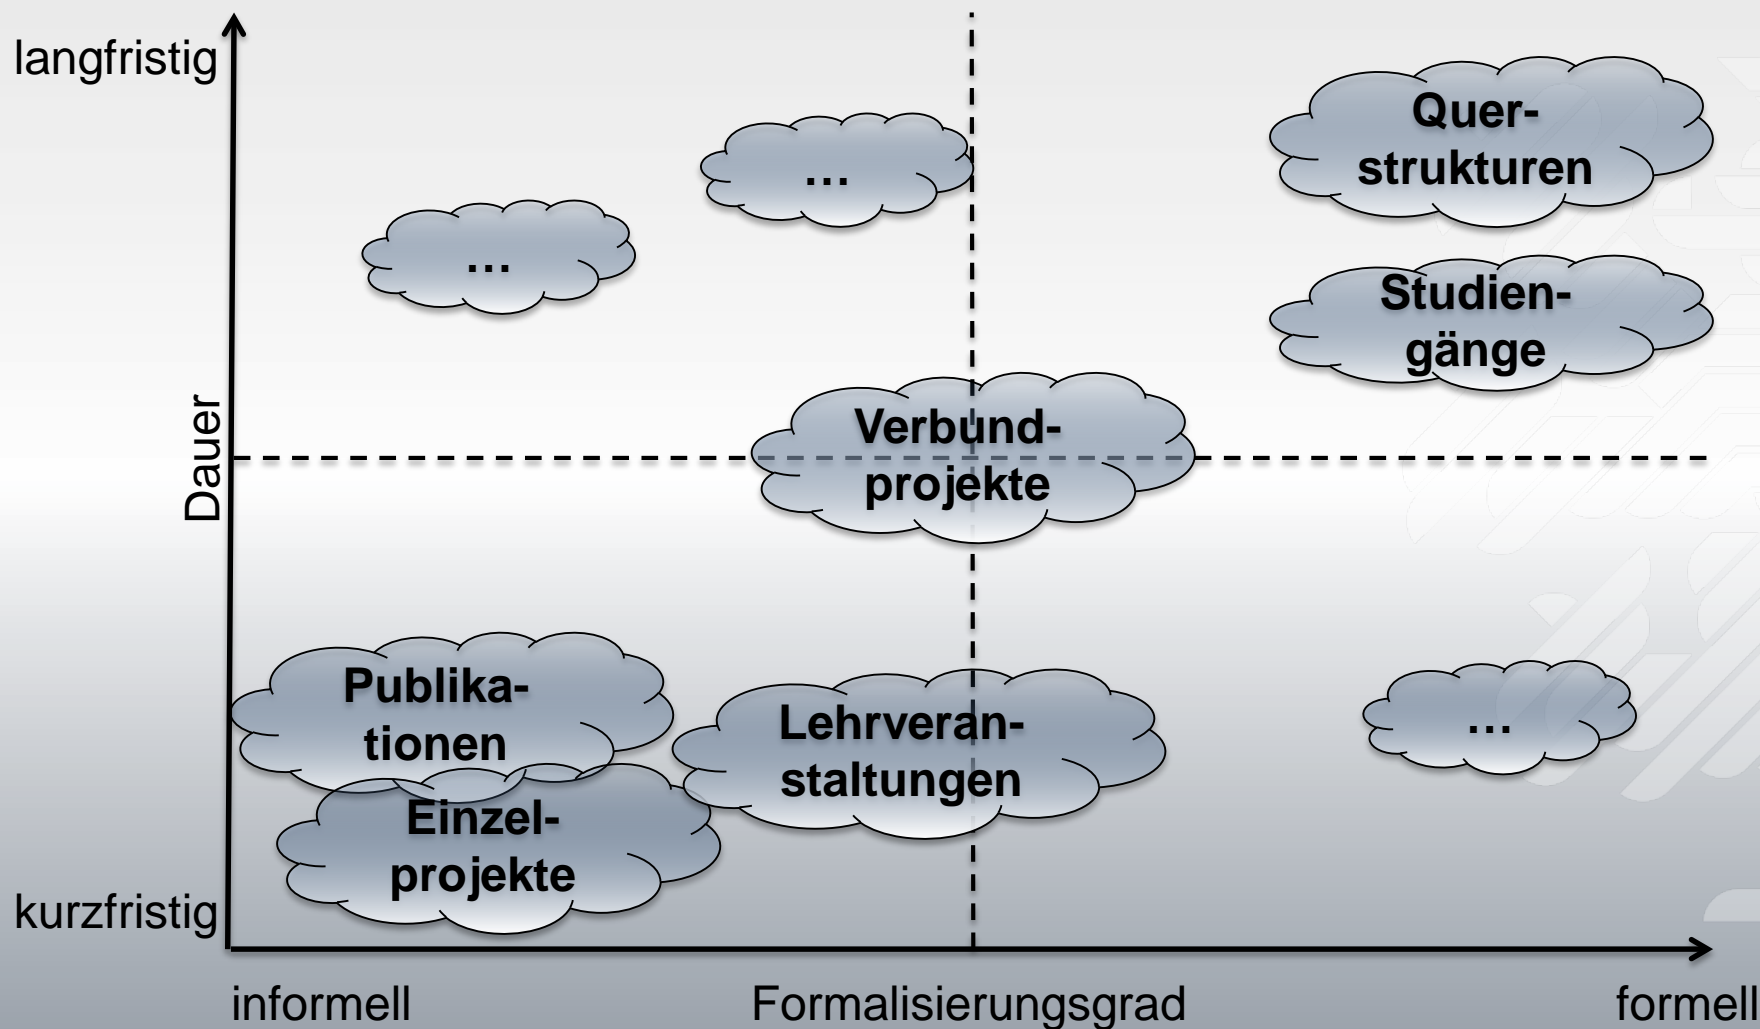 langfristig
Quer-
strukturen
…
…
Studien-
gänge
Dauer
Verbund-
projekte
Publika-
tionen
Lehrveran-
staltungen
…
Einzel-
projekte
kurzfristig
informell
Formalisierungsgrad
formell